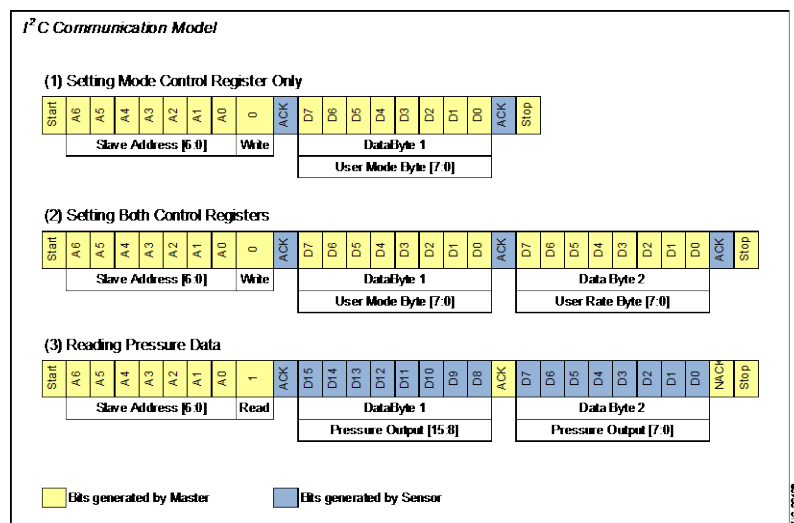 I²C Communication Model
(1) Setting Mode Control Register Only
Start A6 A5 A4 A3 A2 A1 A0 0 ACK D7 D6 D5 D4 D3 D2 D1 D0 ACK Stop
Slave Address [6:0] Write DataByte 1
User Mode Byte [7:0]
(2) Setting Both Control Registers
Start A6 A5 A4 A3 A2 A1 A0 0 ACK D7 D6 D5 D4 D3 D2 D1 D0 ACK D7 D6 D5 D4 D3 D2 D1 D0 ACK Stop
Slave Address [6:0] Write DataByte 1 Data Byte 2
User Mode Byte [7:0] User Rate Byte [7:0]
(3) Reading Pressure Data
Start A6 A5 A4 A3 A2 A1 A0 1 ACK D15 D14 D13 D12 D11 D10 D9 D8 ACK D7 D6 D5 D4 D3 D2 D1 D0 NACK Stop
Slave Address [6:0] Read DataByte 1 Data Byte 2
Pressure Output [15:8] Pressure Output [7:0]
Bits generated by Master Bits generated by Sensor